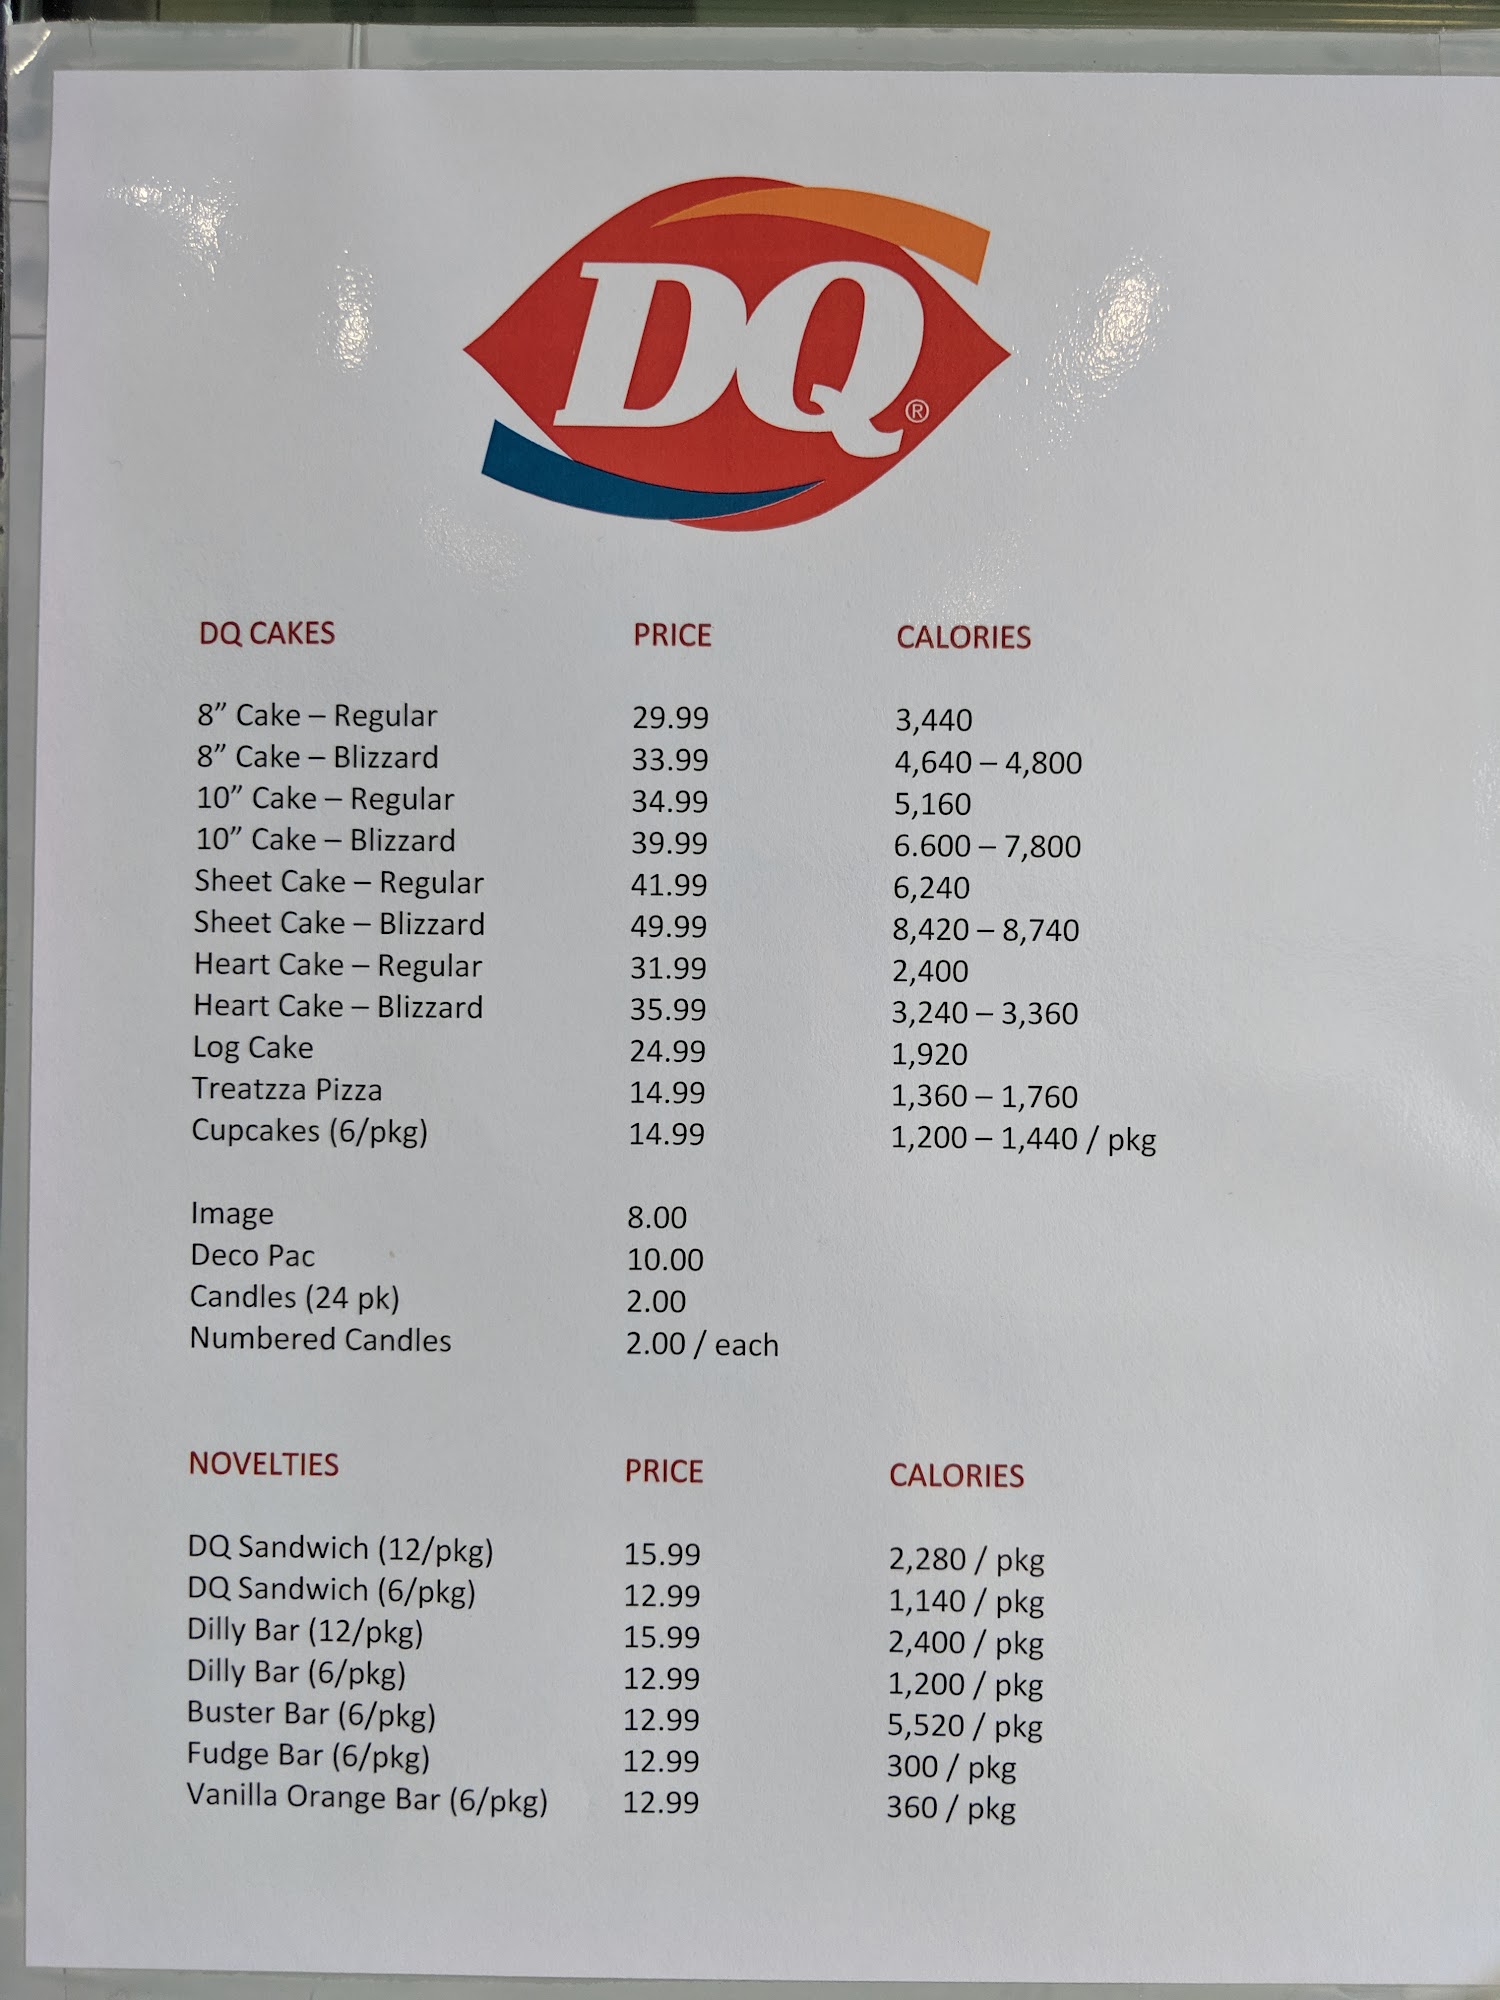 DQ®
DQ CAKES PRICE CALORIES
8” Cake – Regular 29.99 3,440
8” Cake – Blizzard 33.99 4,640 – 4,800
10” Cake – Regular 34.99 5,160
10” Cake – Blizzard 39.99 6.600 – 7,800
Sheet Cake – Regular 41.99 6,240
Sheet Cake – Blizzard 49.99 8,420 – 8,740
Heart Cake – Regular 31.99 2,400
Heart Cake – Blizzard 35.99 3,240 – 3,360
Log Cake 24.99 1,920
Treatzza Pizza 14.99 1,360 – 1,760
Cupcakes (6/pkg) 14.99 1,200 – 1,440 / pkg
Image 8.00
Deco Pac 10.00
Candles (24 pk) 2.00
Numbered Candles 2.00 / each
NOVELTIES PRICE CALORIES
DQ Sandwich (12/pkg) 15.99 2,280 / pkg
DQ Sandwich (6/pkg) 12.99 1,140 / pkg
Dilly Bar (12/pkg) 15.99 2,400 / pkg
Dilly Bar (6/pkg) 12.99 1,200 / pkg
Buster Bar (6/pkg) 12.99 5,520 / pkg
Fudge Bar (6/pkg) 12.99 300 / pkg
Vanilla Orange Bar (6/pkg) 12.99 360 / pkg